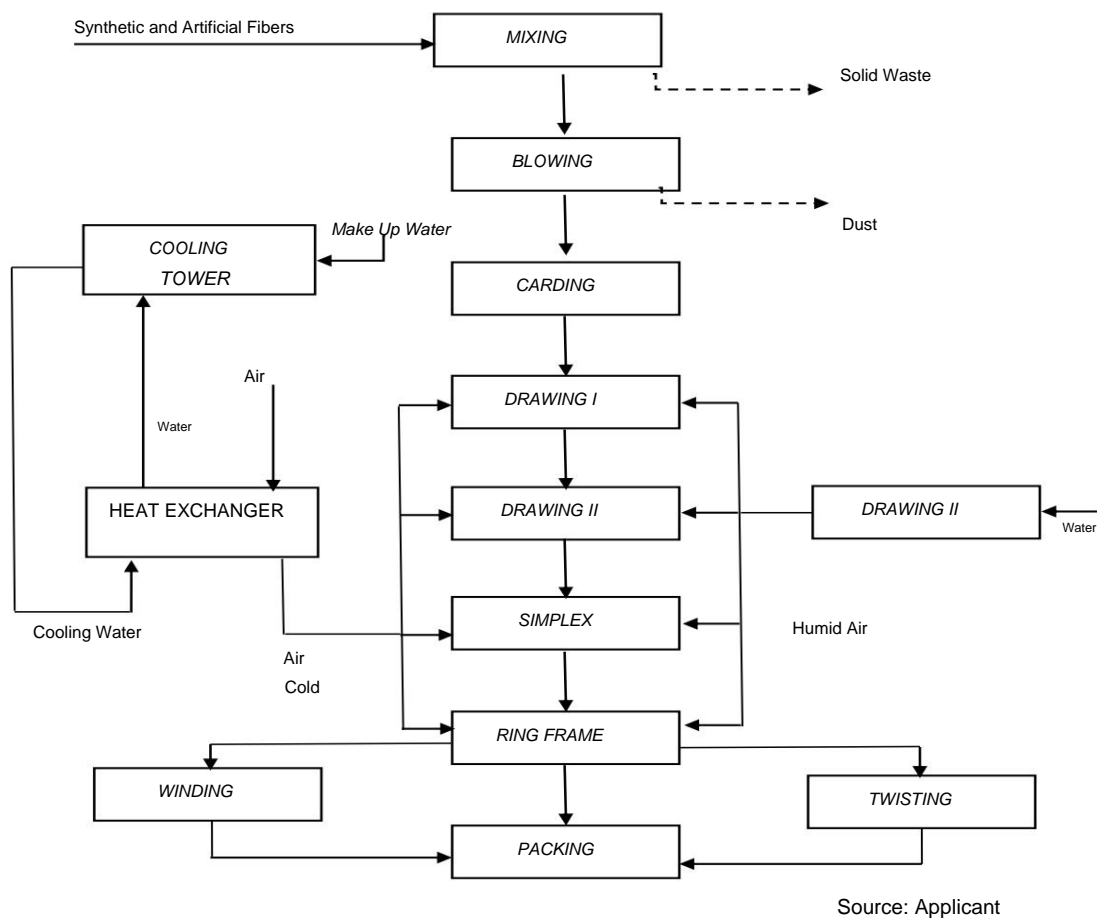 Synthetic and Artificial Fibers
MIXING
Solid Waste
BLOWING
Dust
Make Up Water
COOLING
TOWER
CARDING
Air
DRAWING I
Water
HEAT EXCHANGER
DRAWING II
DRAWING II
Water
Cooling Water
SIMPLEX
Humid Air
Air
Cold
RING FRAME
WINDING
TWISTING
PACKING
Source: Applicant